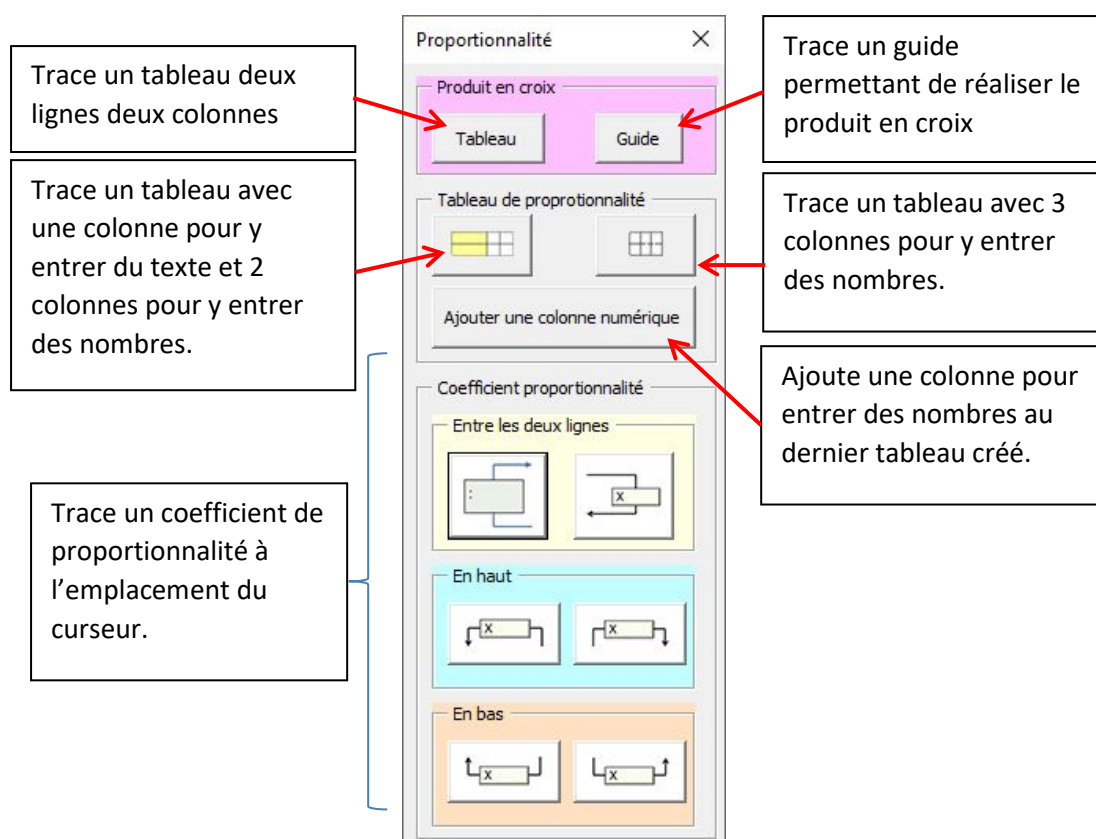 Trace un tableau deux
lignes deux colonnes
Trace un tableau avec
une colonne pour y
entrer du texte et 2
colonnes pour y entrer
des nombres.
Trace un coefficient de
proportionnalité à
l’emplacement du
curseur.
Proportionnalité
Produit en croix
Tableau
Guide
Tableau de proprotionnalité
Ajouter une colonne numérique
Coefficient proportionnalité
Entre les deux lignes
:
X
En haut
X
X
En bas
X
X
Trace un guide
permettant de réaliser le
produit en croix
Trace un tableau avec 3
colonnes pour y entrer
des nombres.
Ajoute une colonne pour
entrer des nombres au
dernier tableau créé.